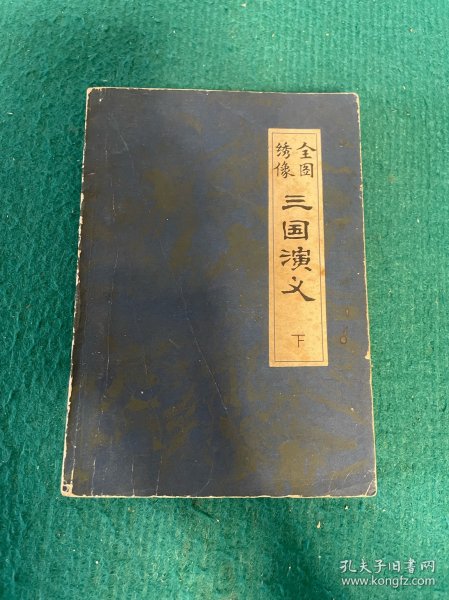 全图
绣像
三国演义
下
孔夫子旧书网
www.kongfz.com